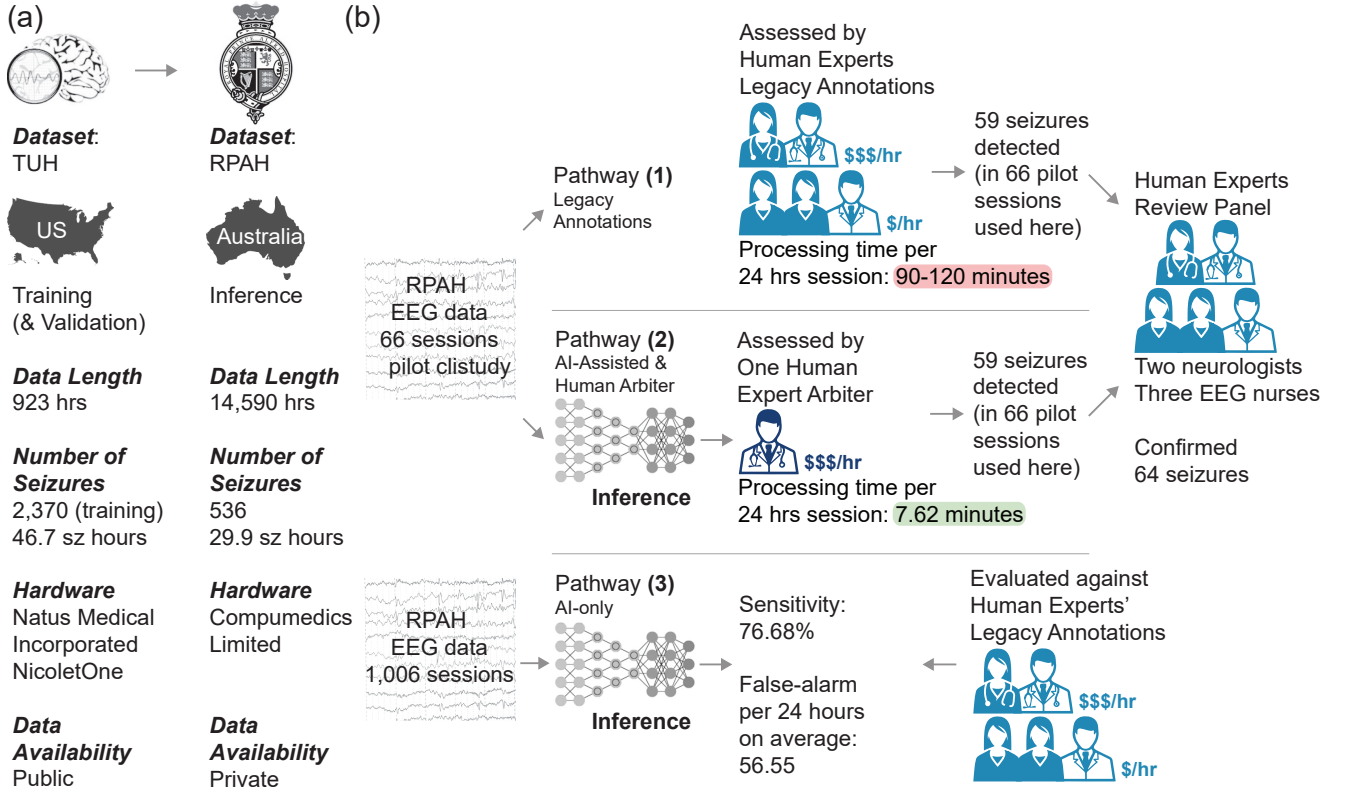 (a)
Dataset:
TUH
US
Training
(& Validation)
Data Length
923 hrs
Number of
Seizures
2,370 (training)
46.7 sz hours
Hardware
Natus Medical
Incorporated
NicoletOne
Data
Availability
Public
Dataset:
RPAH
Australia
Inference
Data Length
14,590 hrs
Number of
Seizures
536
29.9 sz hours
Hardware
Compumedics
Limited
Data
Availability
Private
(b)
RPAH
EEG data
66 sessions
pilot clistudy
Pathway (1)
Legacy
Annotations
Assessed by
Human Experts
Legacy Annotations
$$$/hr
$/hr
Processing time per
24 hrs session: 90-120 minutes
59 seizures
detected
(in 66 pilot
sessions
used here)
Pathway (2)
AI-Assisted &
Human Arbiter
Inference
Assessed by
One Human
Expert Arbiter
$$$/hr
Processing time per
24 hrs session: 7.62 minutes
59 seizures
detected
(in 66 pilot
sessions
used here)
Human Experts
Review Panel
Two neurologists
Three EEG nurses
Confirmed
64 seizures
RPAH
EEG data
1,006 sessions
Pathway (3)
AI-only
Inference
Sensitivity:
76.68%
False-alarm
per 24 hours
on average:
56.55
Evaluated against
Human Experts'
Legacy Annotations
$$$/hr
$/hr